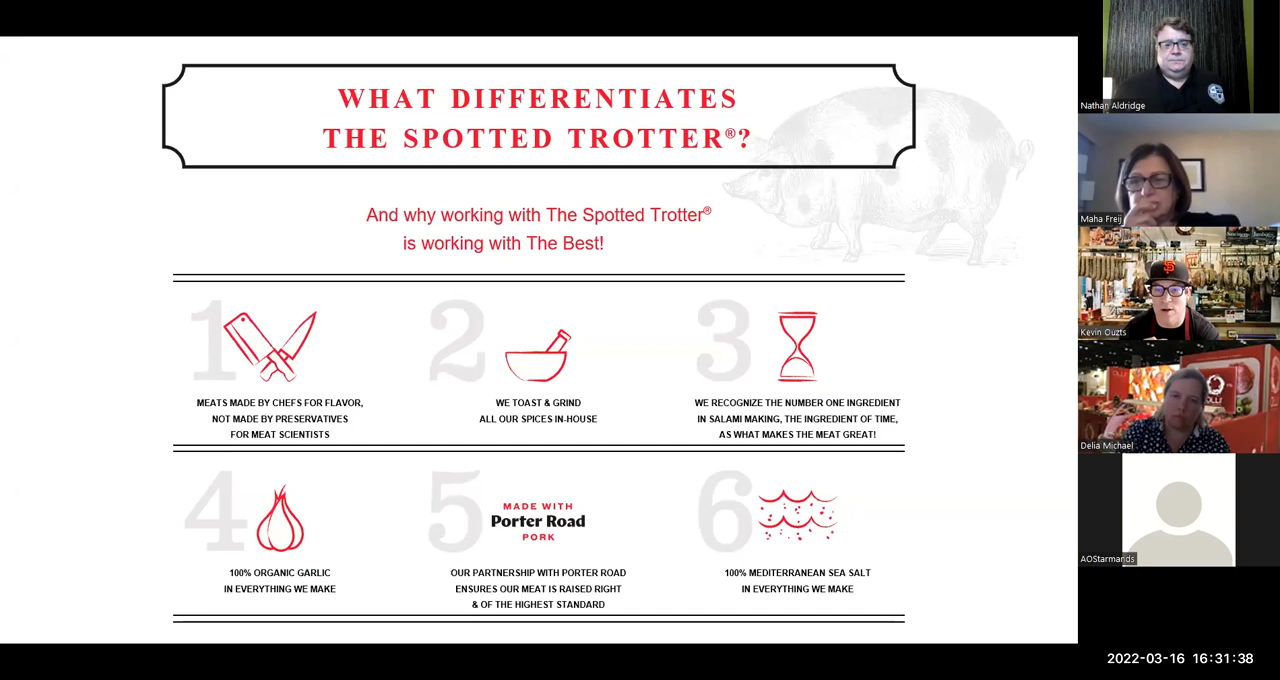 WHAT DIFFERENTIATES
THE SPOTTED TROTTER®?
And why working with The Spotted Trotter®
is working with The Best!
1
MEATS MADE BY CHEFS FOR FLAVOR,
NOT MADE BY PRESERVATIVES
FOR MEAT SCIENTISTS
2
WE TOAST & GRIND
ALL OUR SPICES IN-HOUSE
3
WE RECOGNIZE THE NUMBER ONE INGREDIENT
IN SALAMI MAKING, THE INGREDIENT OF TIME,
AS WHAT MAKES THE MEAT GREAT!
4
100% ORGANIC GARLIC
IN EVERYTHING WE MAKE
5
MADE WITH
Porter Road
PORK
OUR PARTNERSHIP WITH PORTER ROAD
ENSURES OUR MEAT IS RAISED RIGHT
& OF THE HIGHEST STANDARD
6
100% MEDITERRANEAN SEA SALT
IN EVERYTHING WE MAKE
Nathan Aldridge
Maha Freij
SF
Kevin Ouzts
OLLI
Delia Michael
AOStarmands
2022-03-16 16:31:38